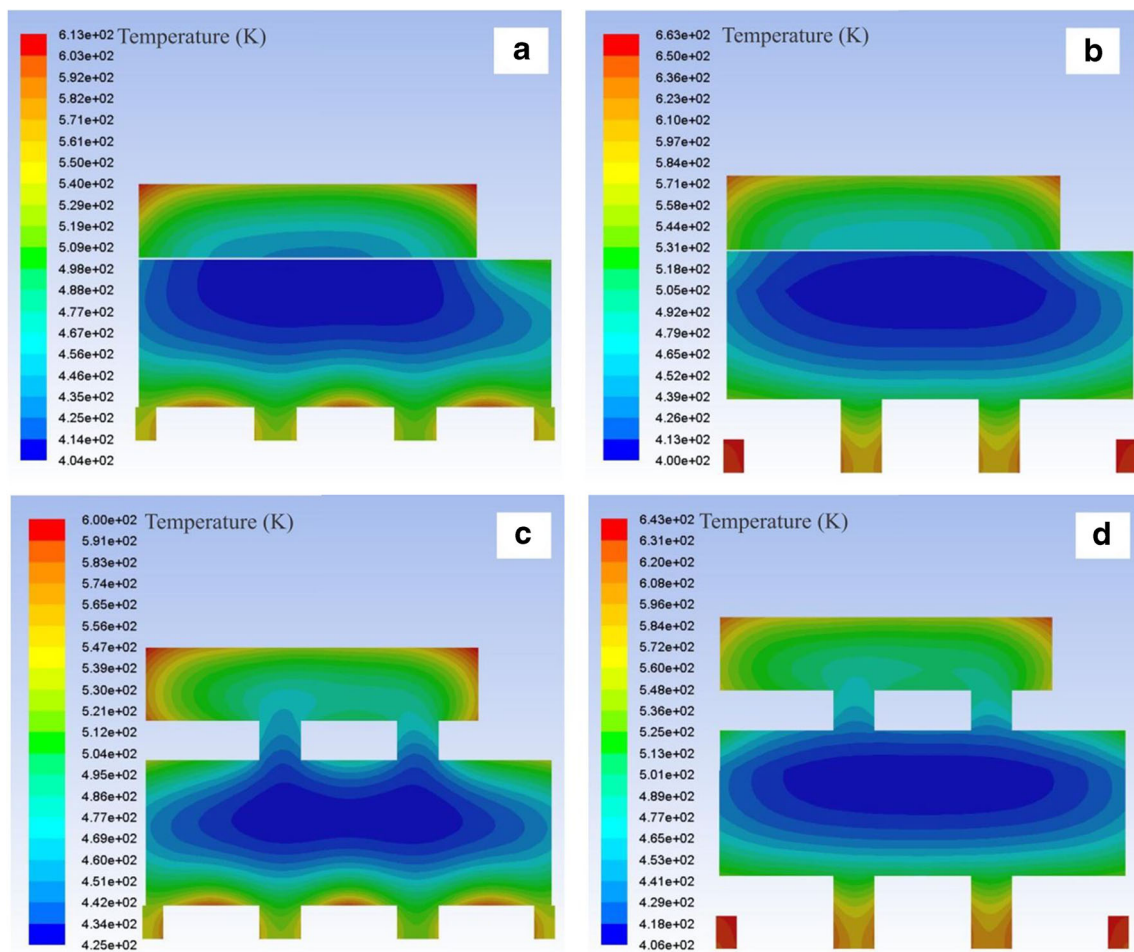 Temperature (K)
a
6.13e+02
6.03e+02
5.92e+02
5.82e+02
5.71e+02
5.61e+02
5.50e+02
5.40e+02
5.29e+02
5.19e+02
5.09e+02
4.98e+02
4.88e+02
4.77e+02
4.67e+02
4.56e+02
4.46e+02
4.35e+02
4.25e+02
4.14e+02
4.04e+02
Temperature (K)
b
6.63e+02
6.50e+02
6.36e+02
6.23e+02
6.10e+02
5.97e+02
5.84e+02
5.71e+02
5.58e+02
5.44e+02
5.31e+02
5.18e+02
5.05e+02
4.92e+02
4.79e+02
4.65e+02
4.52e+02
4.39e+02
4.26e+02
4.13e+02
4.00e+02
Temperature (K)
c
6.00e+02
5.91e+02
5.83e+02
5.74e+02
5.65e+02
5.56e+02
5.47e+02
5.39e+02
5.30e+02
5.21e+02
5.12e+02
5.04e+02
4.95e+02
4.86e+02
4.77e+02
4.69e+02
4.60e+02
4.51e+02
4.42e+02
4.34e+02
4.25e+02
Temperature (K)
d
6.43e+02
6.31e+02
6.20e+02
6.08e+02
5.96e+02
5.84e+02
5.72e+02
5.60e+02
5.48e+02
5.36e+02
5.25e+02
5.13e+02
5.01e+02
4.89e+02
4.77e+02
4.65e+02
4.53e+02
4.41e+02
4.29e+02
4.18e+02
4.06e+02